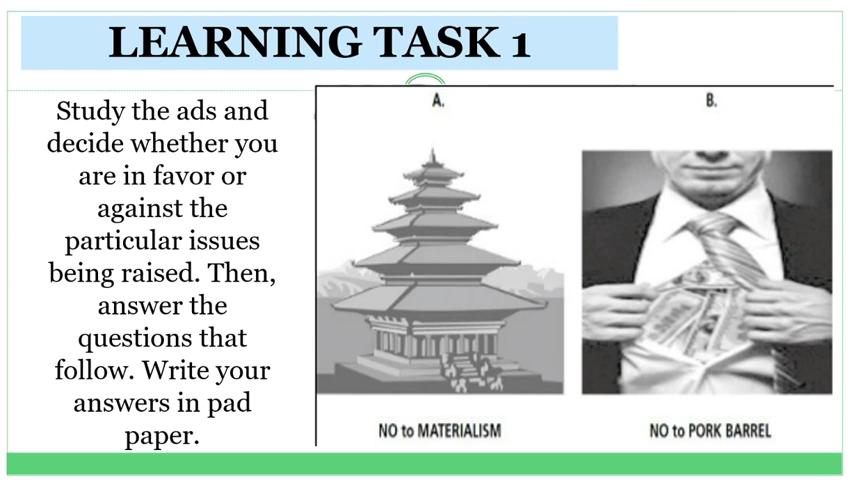 LEARNING TASK 1
Study the ads and
decide whether you
are in favor or
against the
particular issues
being raised. Then,
answer the
questions that
follow. Write your
answers in pad
paper.
A.
B.
NO to MATERIALISM
NO to PORK BARREL